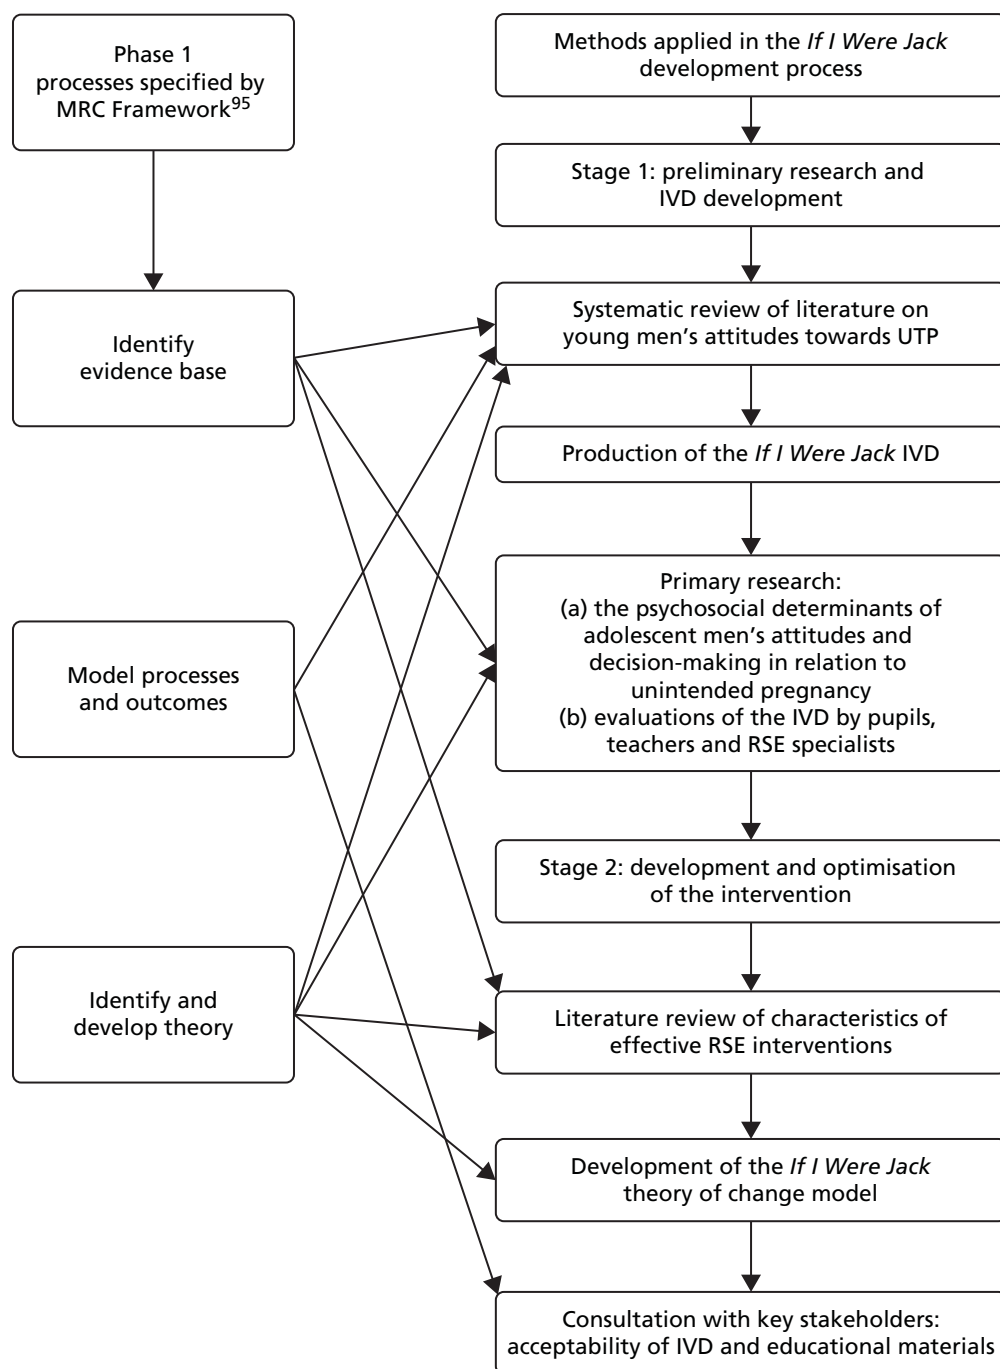 Phase 1
processes specified by
MRC Framework95
Identify
evidence base
Model processes
and outcomes
Identify and
develop theory
Methods applied in the If I Were Jack
development process
Stage 1: preliminary research and
IVD development
Systematic review of literature on
young men’s attitudes towards UTP
Production of the If I Were Jack IVD
Primary research:
(a) the psychosocial determinants of
adolescent men’s attitudes and
decision-making in relation to
unintended pregnancy
(b) evaluations of the IVD by pupils,
teachers and RSE specialists
Stage 2: development and optimisation
of the intervention
Literature review of characteristics of
effective RSE interventions
Development of the If I Were Jack
theory of change model
Consultation with key stakeholders:
acceptability of IVD and educational materials